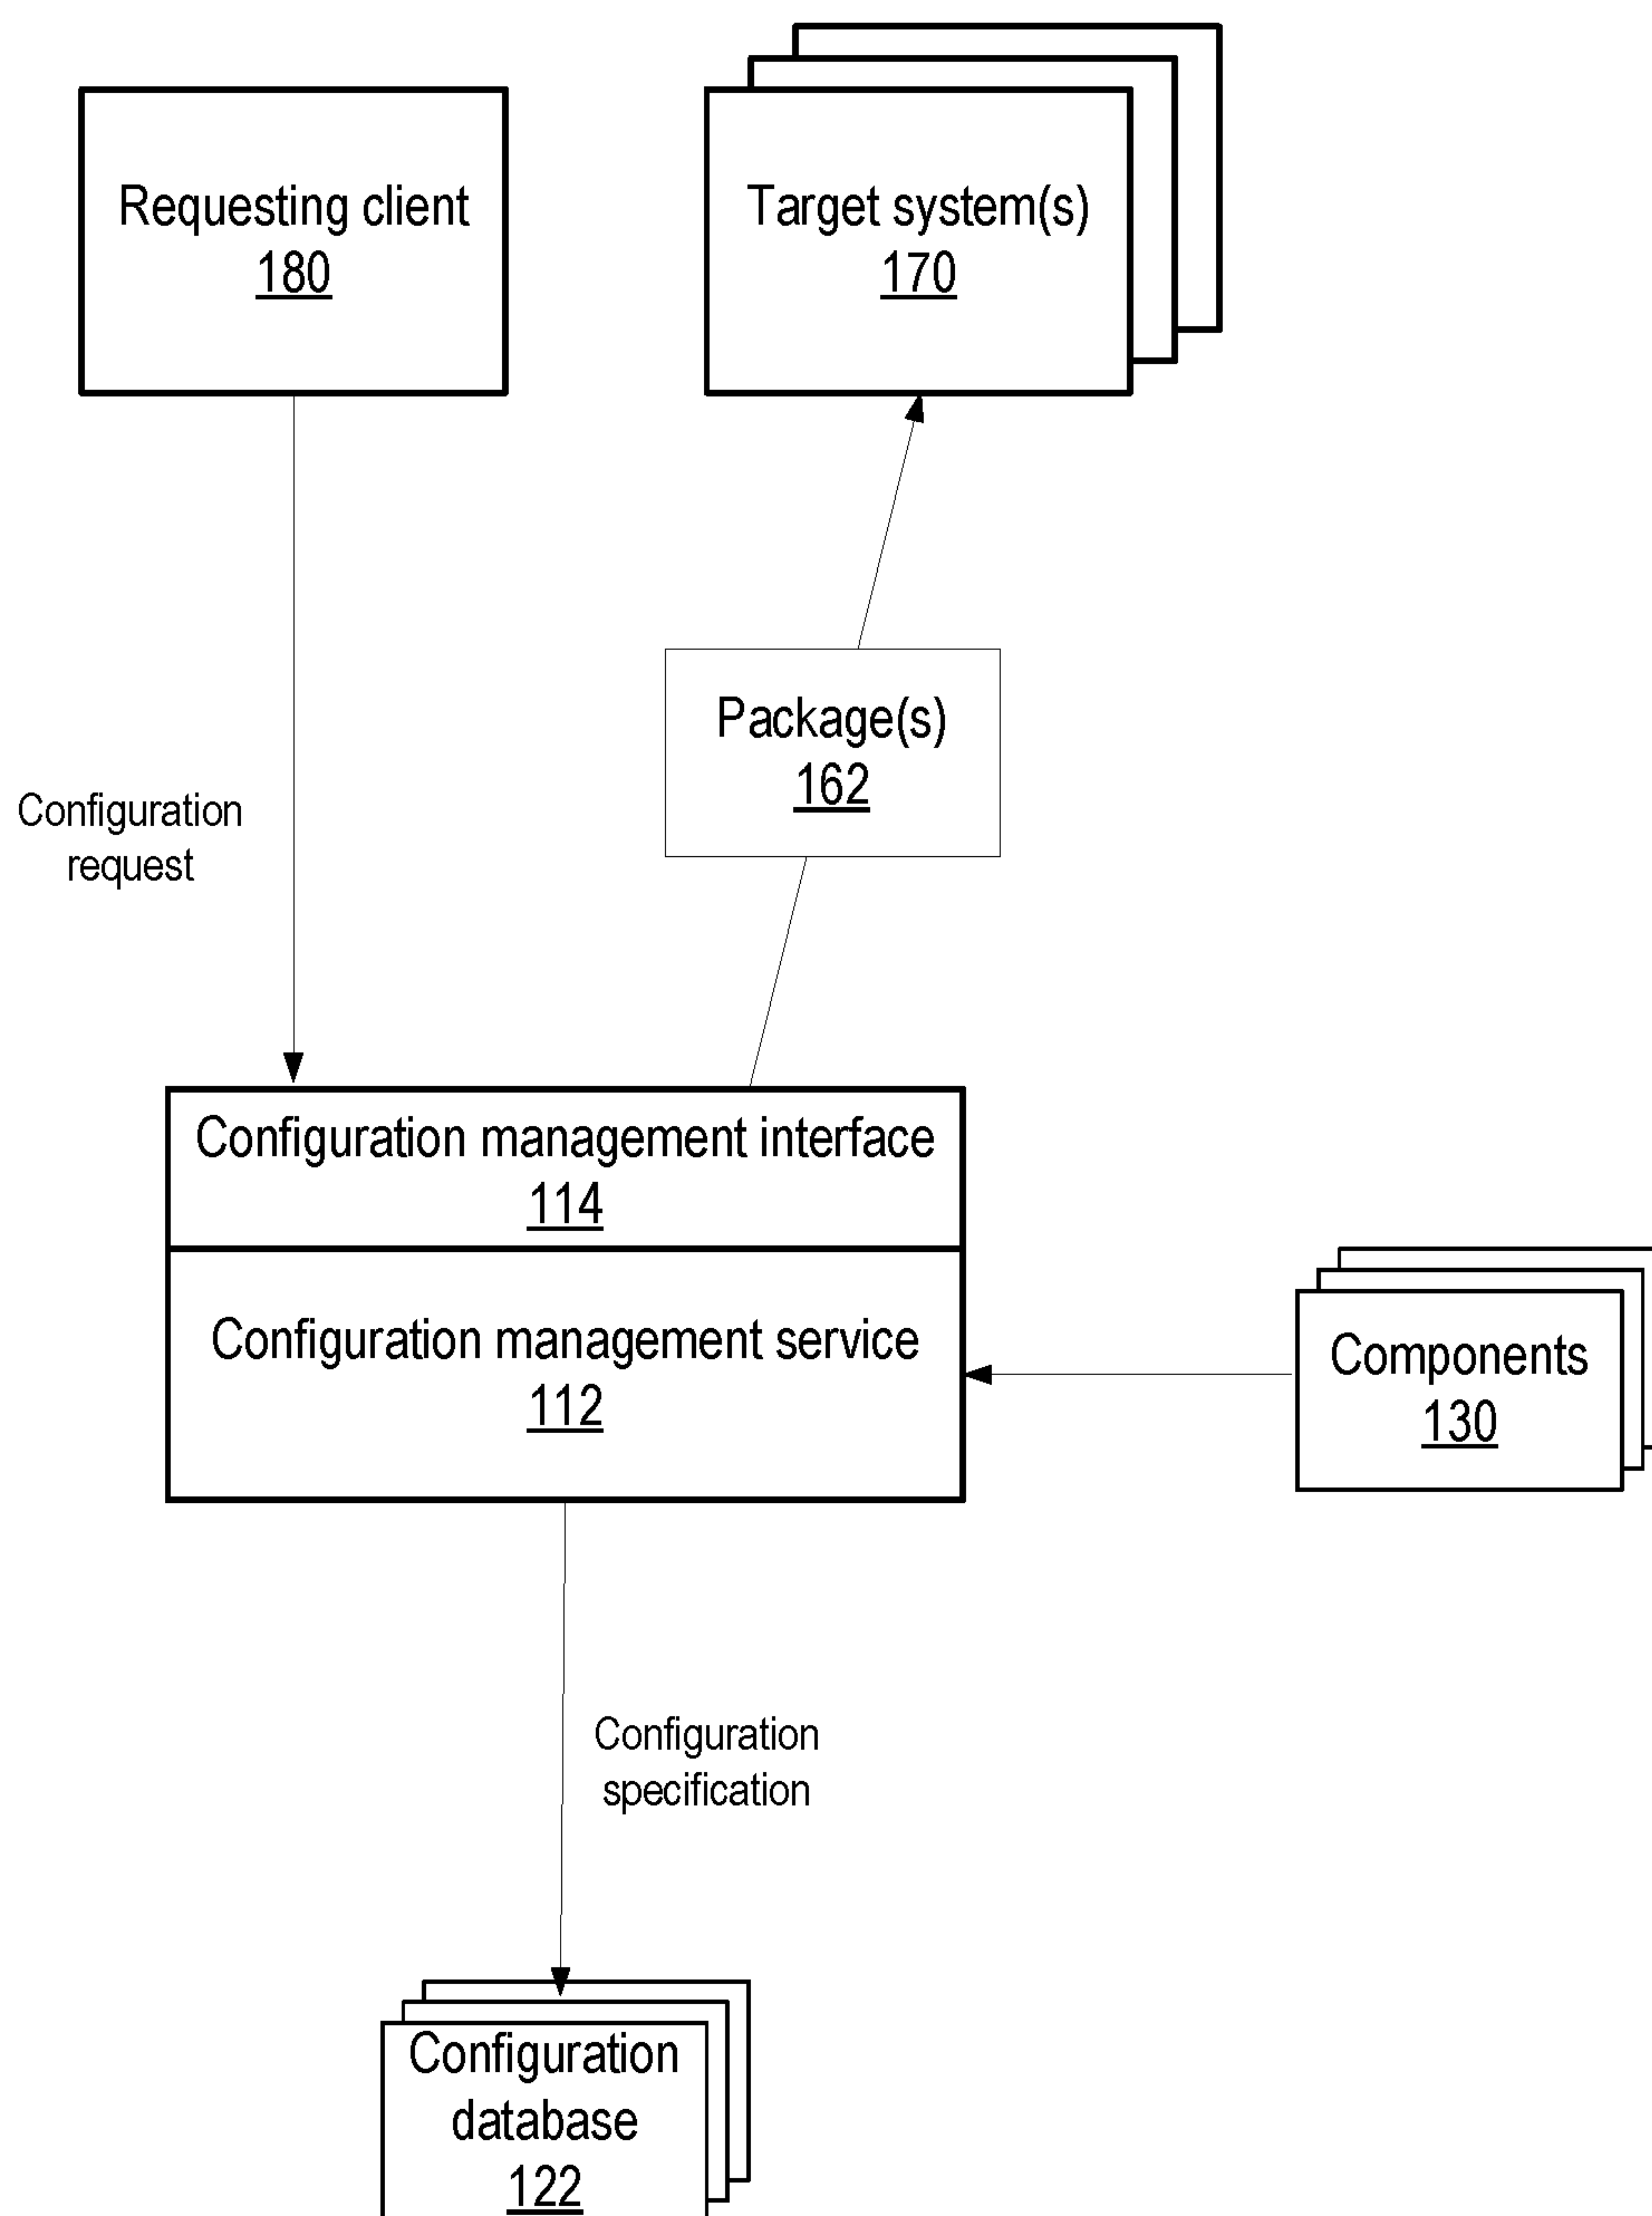 Requesting client
180
Target system(s)
170
Package(s)
162
Configuration
request
Configuration management interface
114
Configuration management service
112
Components
130
Configuration
specification
Configuration
database
122